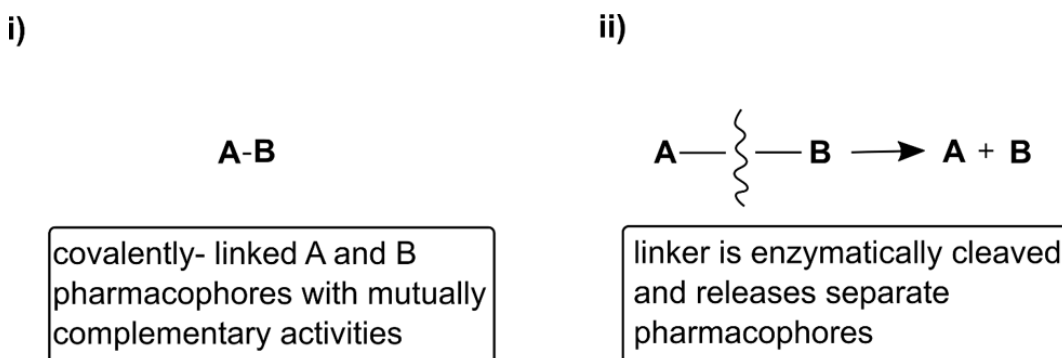 i)
A-B
covalently- linked A and B
pharmacophores with mutually
complementary activities
ii)
A B A + B
linker is enzymatically cleaved
and releases separate
pharmacophores